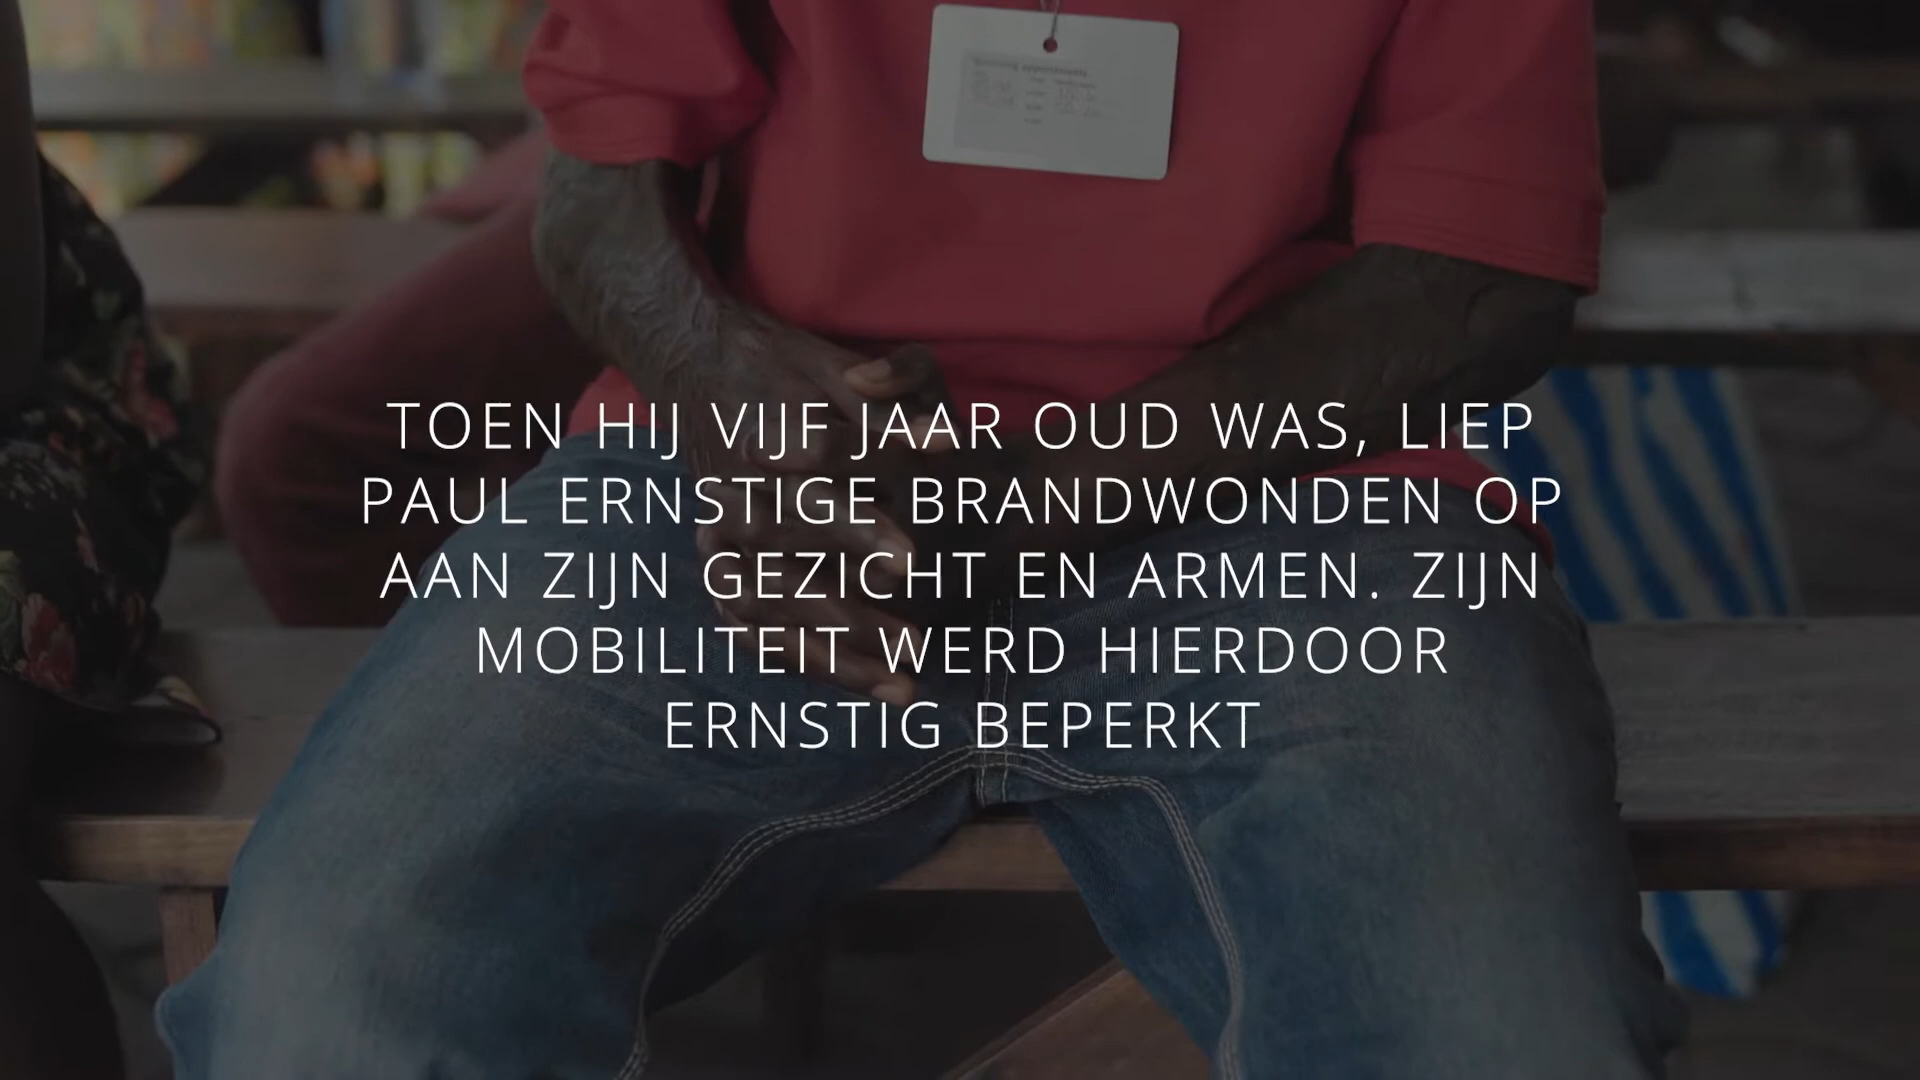 TOEN HIJ VIJF JAAR OUD WAS, LIEP
PAUL ERNSTIGE BRANDWONDEN OP
AAN ZIJN GEZICHT EN ARMEN. ZIJN
MOBILITEIT WERD HIERDOOR
ERNSTIG BEPERKT